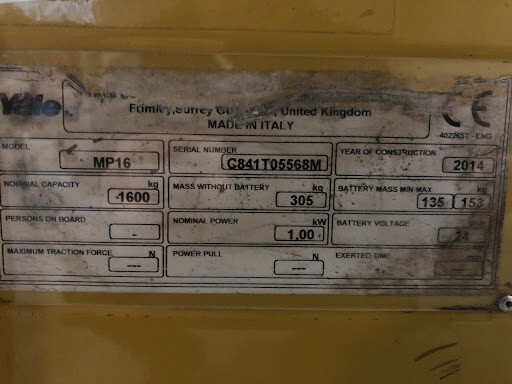 Yale
Frimley, Surrey United Kingdom
MADE IN ITALY
CE
4022657 - ENG
MODEL
MP16
SERIAL NUMBER
C841T05568M
YEAR OF CONSTRUCTION
2014
NOMINAL CAPACITY kg
1600
MASS WITHOUT BATTERY kg
305
BATTERY MASS MIN MAX kg
135 153
PERSONS ON BOARD
-
NOMINAL POWER kW
1,00
BATTERY VOLTAGE
24
MAXIMUM TRACTION FORCE N
---
POWER PULL N
---
EXERTED